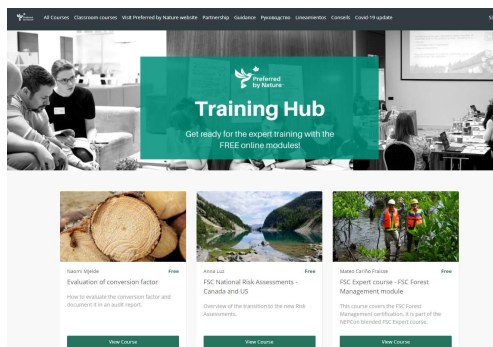 All Courses Classroom courses Visit Preferred by Nature website Partnership Guidance Руководство Lineamientos Conseils Covid-19 update
Preferred
by Nature
Training Hub
Get ready for the expert training with the
FREE online modules!
Naomi Mjelde Free
Evaluation of conversion factor
How to evaluate the conversion factor and
document it in an audit report.
View Course
Anna Luz Free
FSC National Risk Assessments -
Canada and US
Overview of the transition to the new Risk
Assessments.
View Course
Mateo Cariño Fraisse Free
FSC Expert course - FSC Forest
Management module
This course covers the FSC Forest
Management certification. It is part of the
NEPCon blended FSC Expert course.
View Course